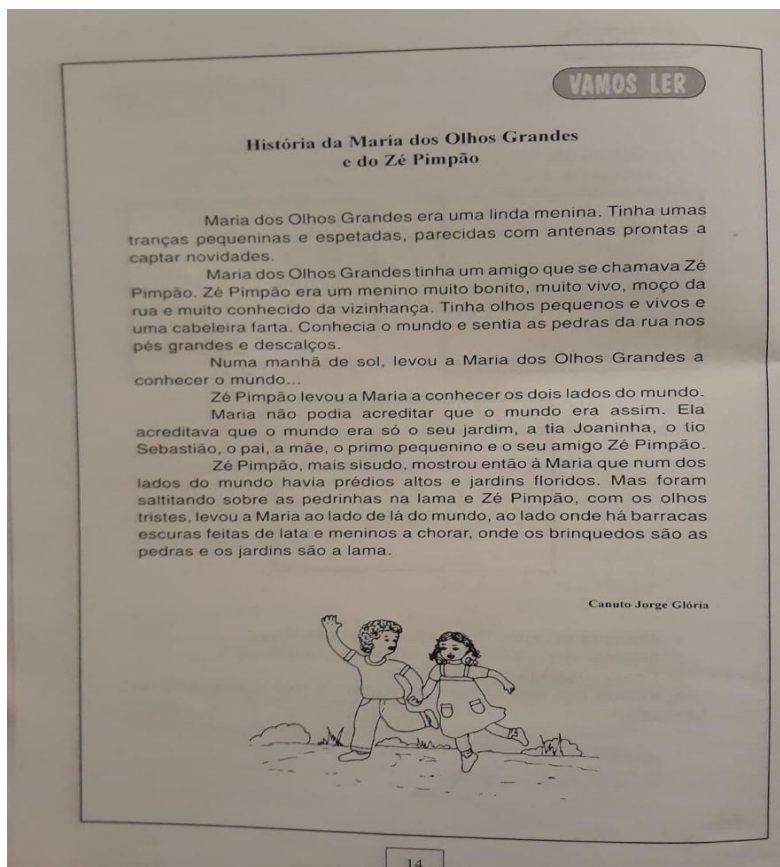 VAMOS LER
História da Maria dos Olhos Grandes
e do Zé Pimpão
Maria dos Olhos Grandes era uma linda menina. Tinha umas
tranças pequeninas e espetadas, parecidas com antenas prontas a
captar novidades.
Maria dos Olhos Grandes tinha um amigo que se chamava Zé
Pimpão. Zé Pimpão era um menino muito bonito, muito vivo, moço da
rua e muito conhecido da vizinhança. Tinha olhos pequenos e vivos e
uma cabeleira farta. Conhecia o mundo e sentia as pedras da rua nos
pés grandes e descalços.
Numa manhã de sol, levou a Maria dos Olhos Grandes a
conhecer o mundo...
Zé Pimpão levou a Maria a conhecer os dois lados do mundo.
Maria não podia acreditar que o mundo era assim. Ela
acreditava que o mundo era só o seu jardim, a tia Joaninha, o tio
Sebastião, o pai, a mãe, o primo pequenino e o seu amigo Zé Pimpão.
Zé Pimpão, mais sisudo, mostrou então à Maria que num dos
lados do mundo havia prédios altos e jardins floridos. Mas foram
saltitando sobre as pedrinhas na lama e Zé Pimpão, com os olhos
tristes, levou a Maria ao lado de lá do mundo, ao lado onde há barracas
escuras feitas de lata e meninos a chorar, onde os brinquedos são as
pedras e os jardins são a lama.
Canuto Jorge Glória
14